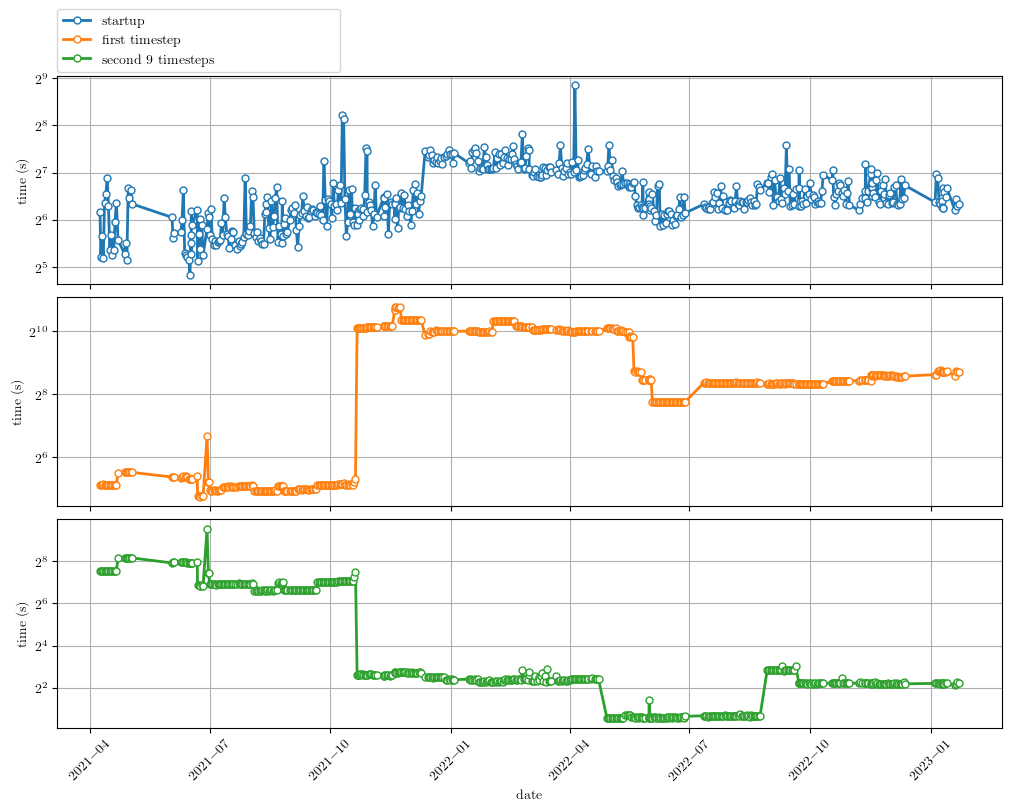 startup
first timestep
second 9 timesteps
2^9
2^8
2^7
2^6
2^5
time (s)
2^10
2^8
2^6
time (s)
2^8
2^6
2^4
2^2
time (s)
2021−04
2021−07
2021−10
2022−01
2022−04
2022−07
2022−10
2023−01
date